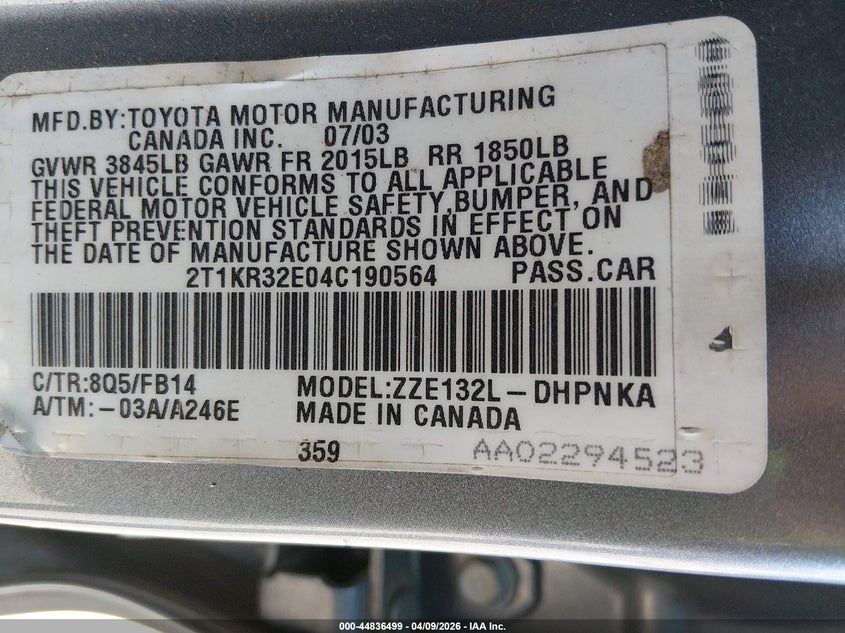 MFD.BY:TOYOTA MOTOR MANUFACTURING
CANADA INC. 07/03
GVWR 3845LB GAWR FR 2015LB RR 1850LB
THIS VEHICLE CONFORMS TO ALL APPLICABLE
FEDERAL MOTOR VEHICLE SAFETY,BUMPER, AND
THEFT PREVENTION STANDARDS IN EFFECT ON
THE DATE OF MANUFACTURE SHOWN ABOVE.
2T1KR32E04C190564 PASS.CAR
C/TR:8Q5/FB14 MODEL:ZZE132L-DHPNKA
A/TM:-03A/A246E MADE IN CANADA
359 AA02294523
000-44836499 - 04/09/2026 - IAA Inc.